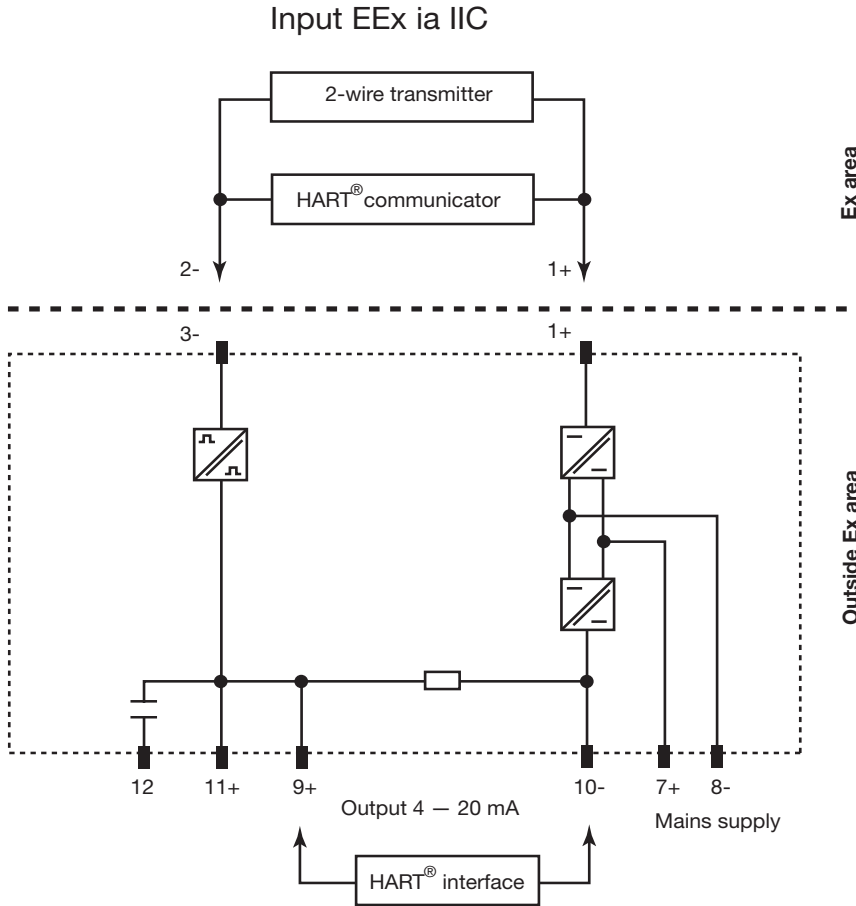 Input EEx ia IIC
2-wire transmitter
HART® communicator
Ex area
2-
1+
3-
1+
Outside Ex area
12
11+
9+
10-
7+
8-
Output 4 — 20 mA
Mains supply
HART® interface